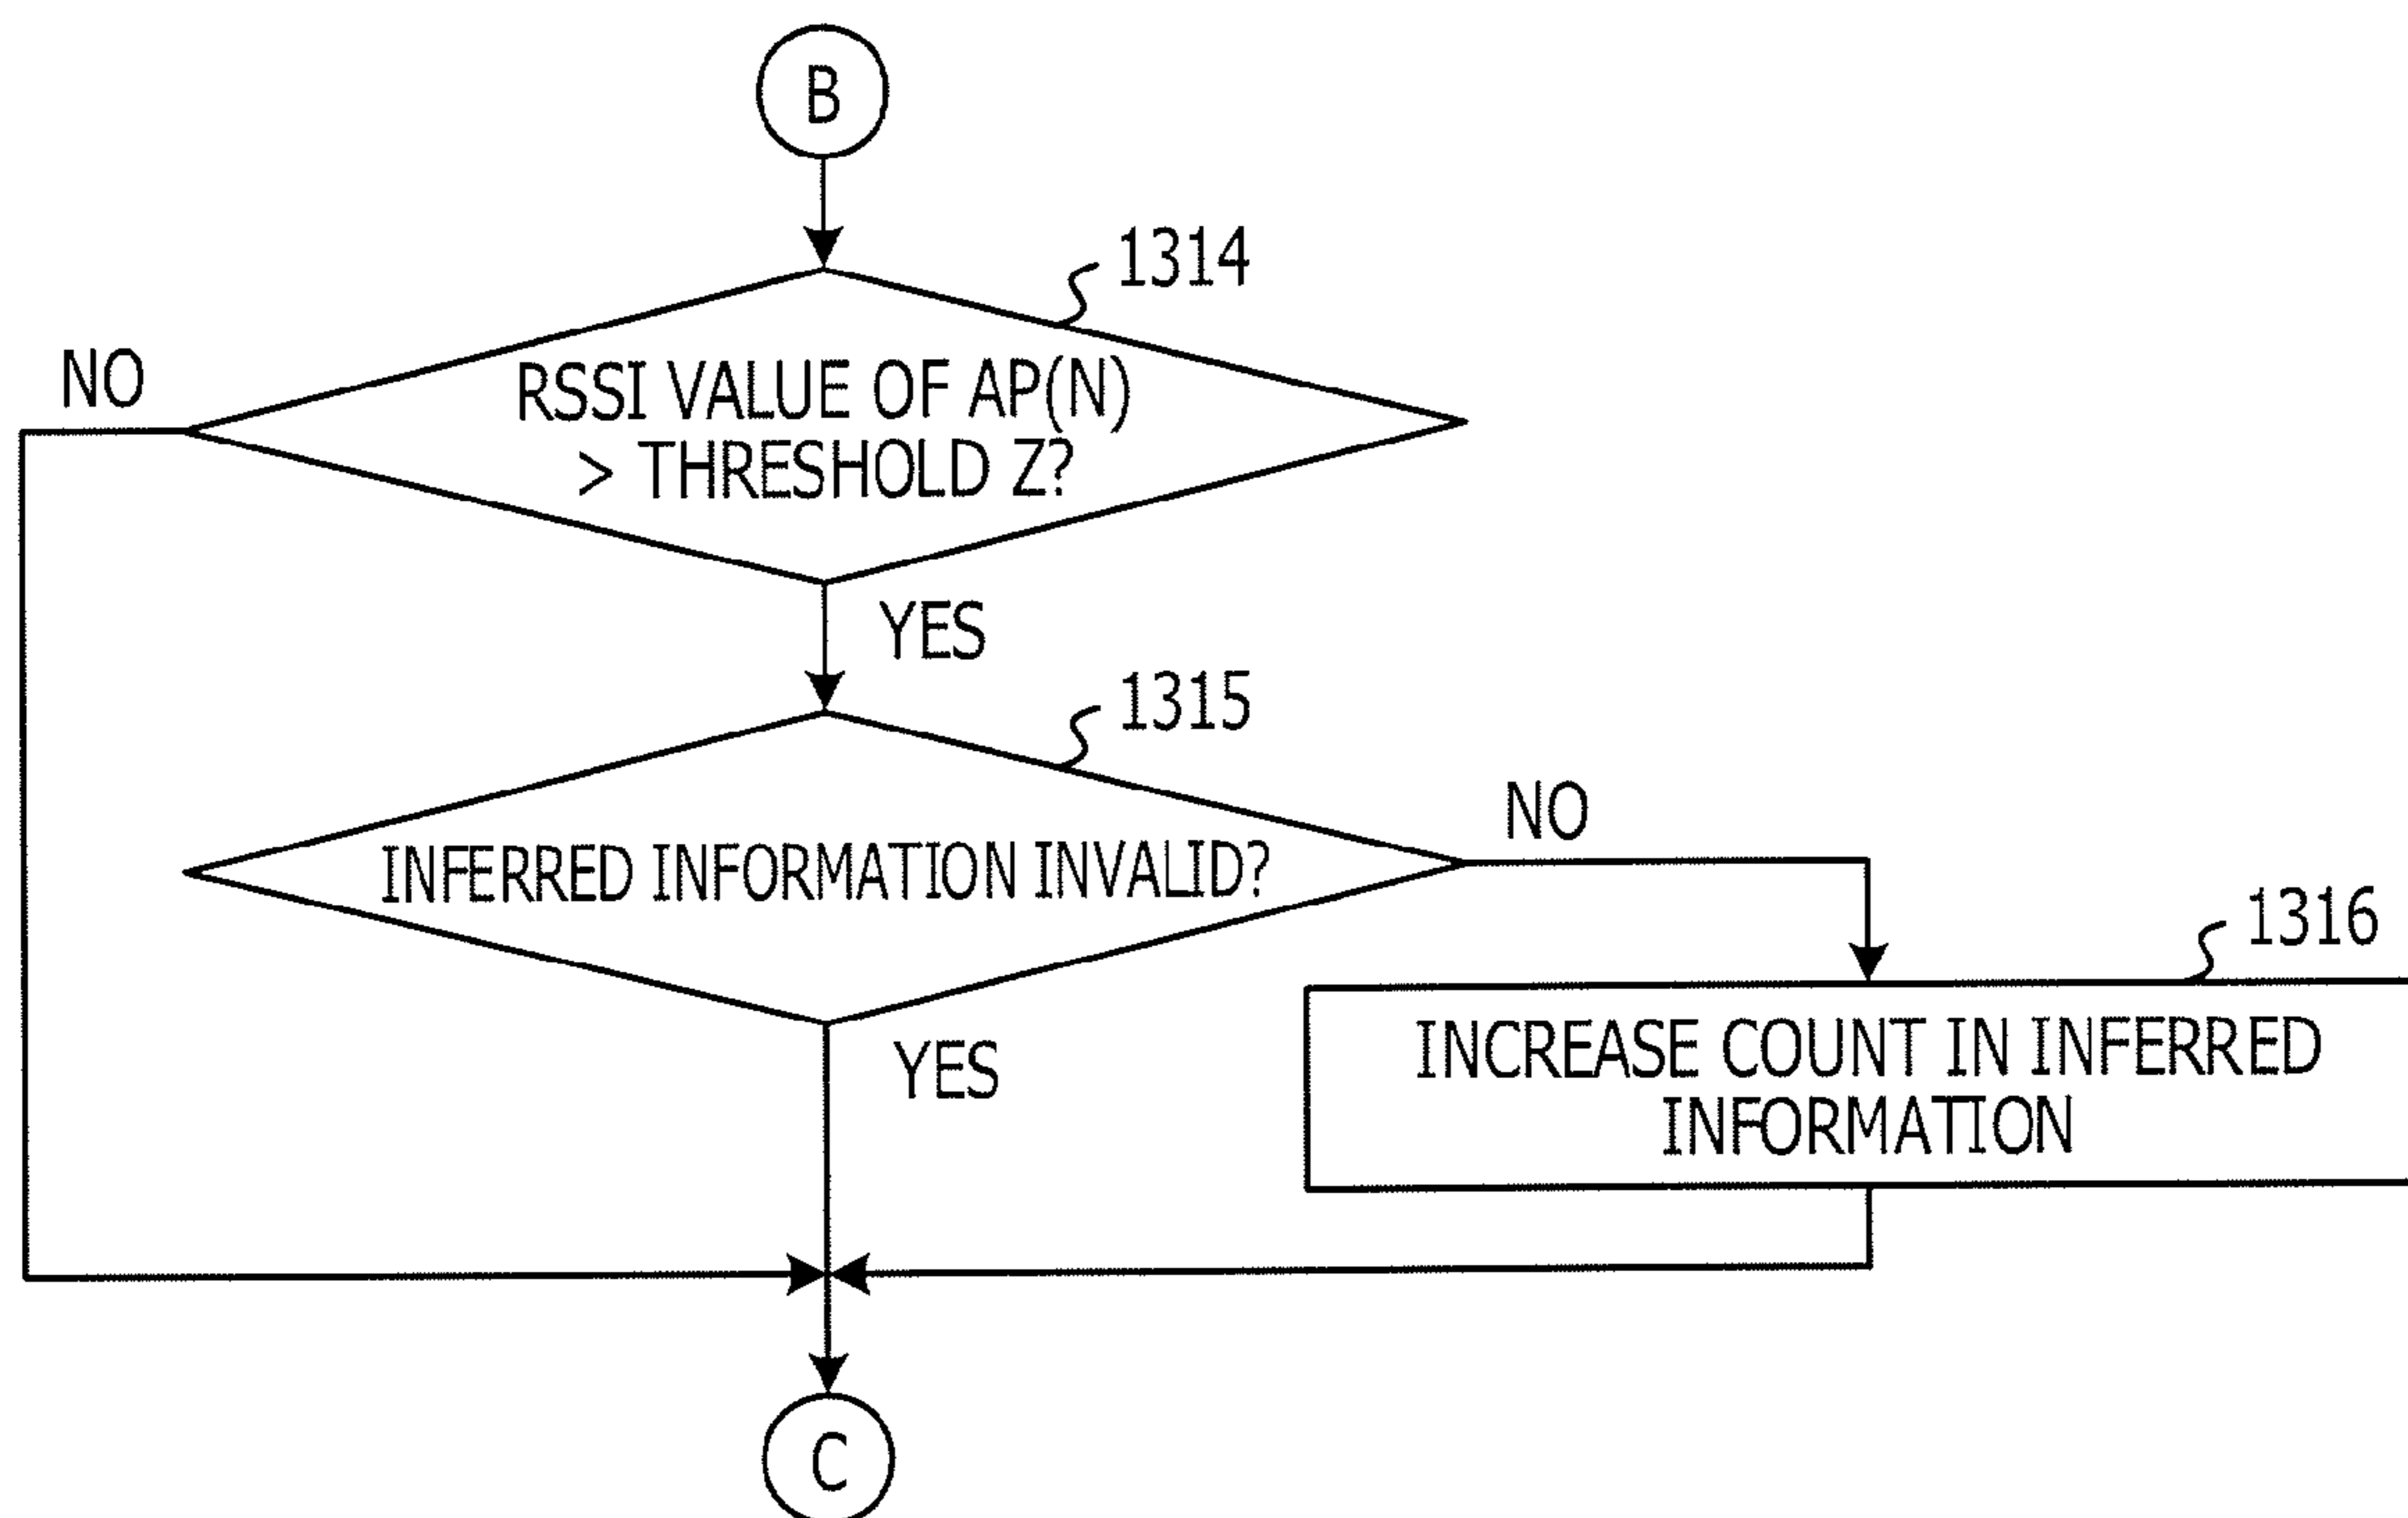 B
1314
NO
RSSI VALUE OF AP(N)
> THRESHOLD Z?
YES
1315
NO
INFERRED INFORMATION INVALID?
1316
INCREASE COUNT IN INFERRED
INFORMATION
YES
C